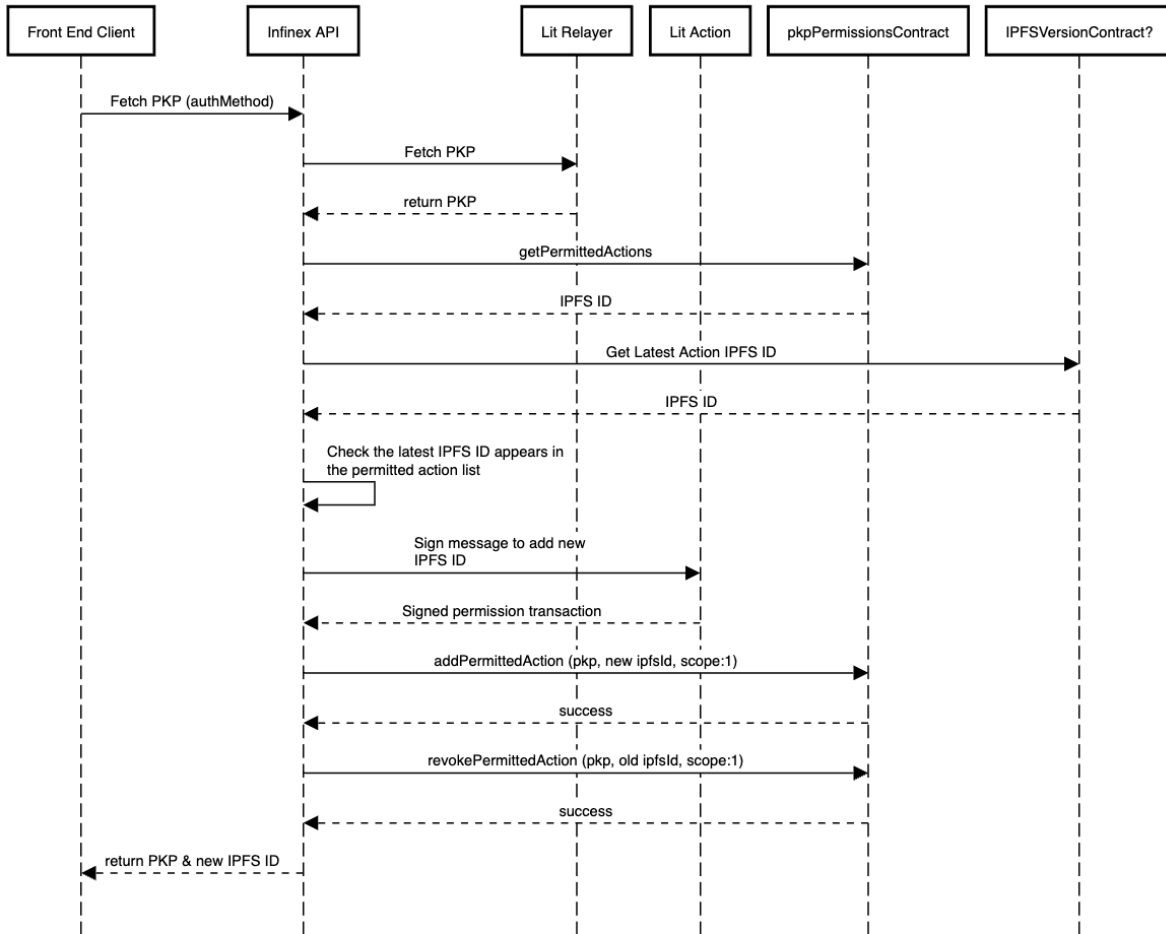 Front End Client
Infinex API
Lit Relayer
Lit Action
pkpPermissionsContract
IPFSVersionContract?
Fetch PKP (authMethod)
Fetch PKP
return PKP
getPermittedActions
IPFS ID
Get Latest Action IPFS ID
IPFS ID
Check the latest IPFS ID appears in
the permitted action list
Sign message to add new
IPFS ID
Signed permission transaction
addPermittedAction (pkp, new ipfsId, scope:1)
success
revokePermittedAction (pkp, old ipfsId, scope:1)
success
return PKP & new IPFS ID